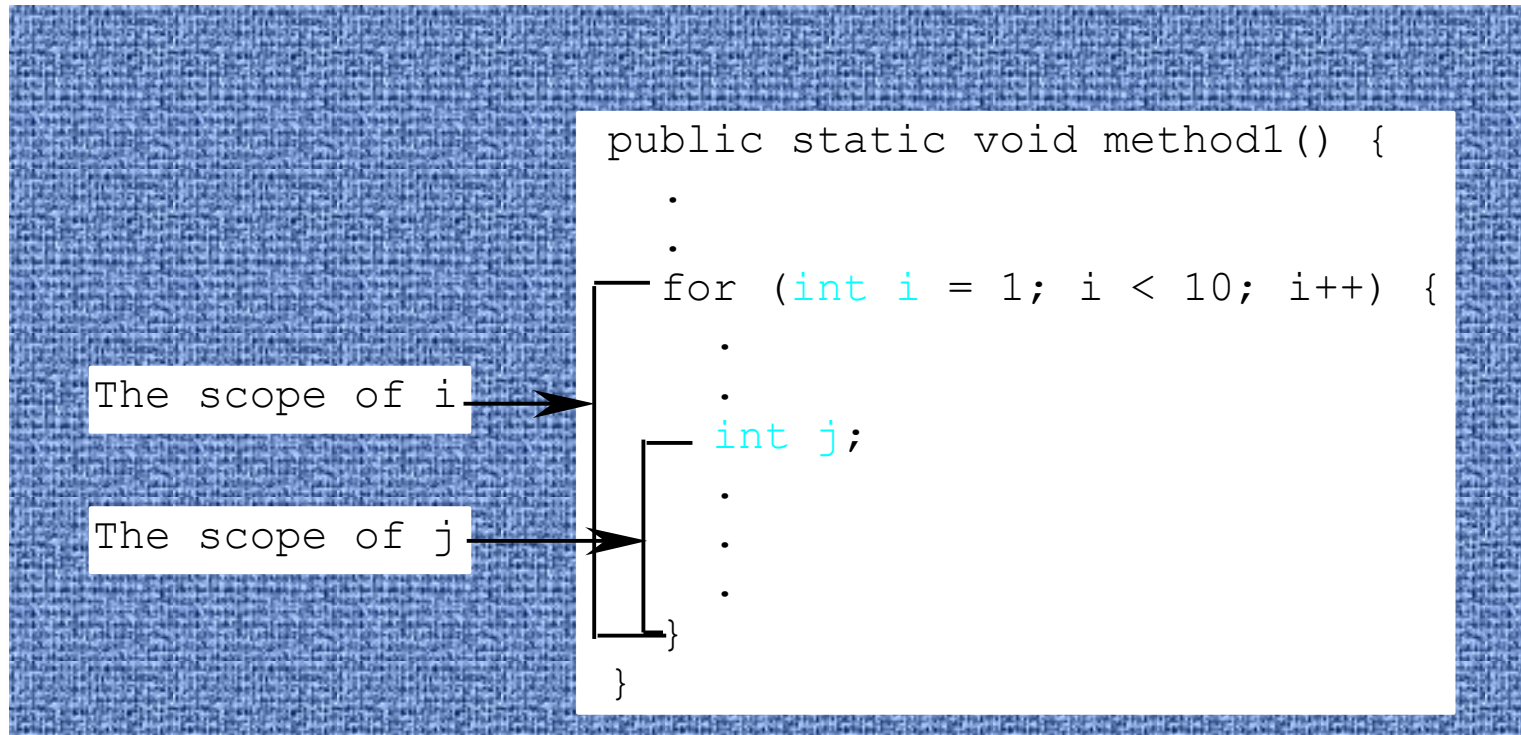 public static void method1() {
.
.
for (int i = 1; i < 10; i++) {
.
.
The scope of i
int j;
.
The scope of j
.
.
}
}